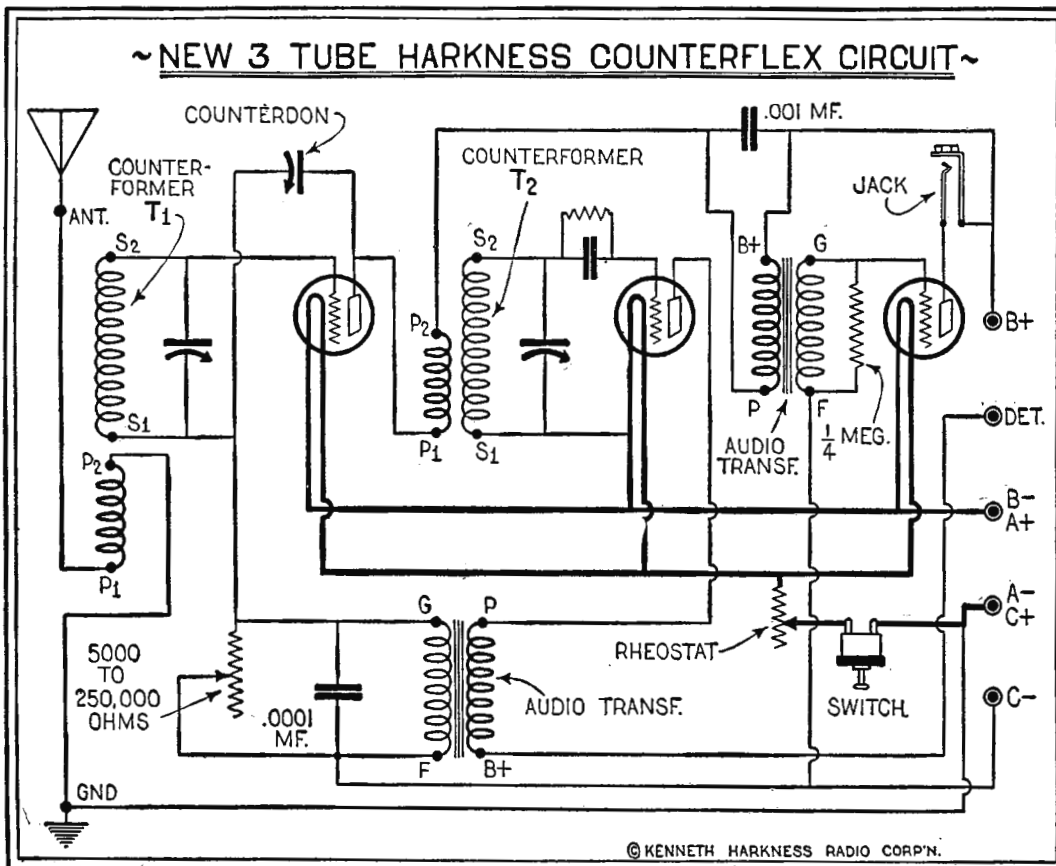 ~ NEW 3 TUBE HARKNESS COUNTERFLEX CIRCUIT ~
COUNTERDON
.001 MF.
COUNTER-
FORMER
T1
COUNTERFORMER
T2
JACK
ANT.
S2
S2
B+
G
P2
B+
S1
P1
S1
P
F
1/4 MEG.
DET.
AUDIO
TRANSF.
P2
B-
A+
P1
A-
C+
G
P
RHEOSTAT
5000
TO
250,000
OHMS
.0001
MF.
AUDIO TRANSF.
SWITCH
C-
F
B+
GND
© KENNETH HARKNESS RADIO CORP'N.